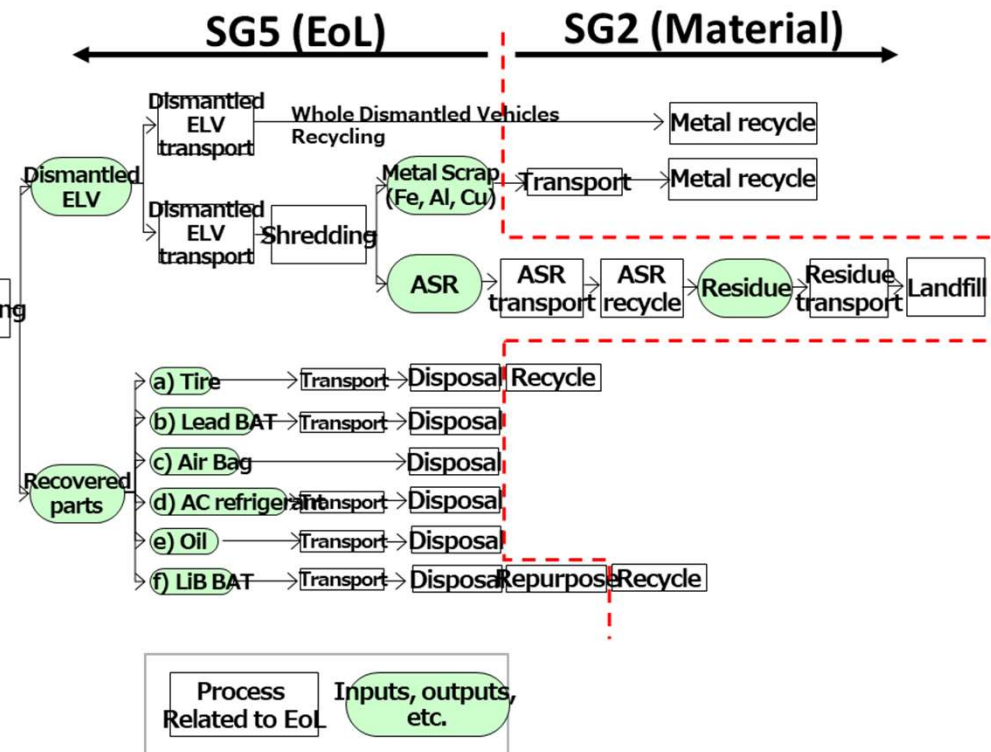 SG5 (EoL)
SG2 (Material)
Dismantled
ELV
transport
Whole Dismantled Vehicles
Recycling
Metal recycle
Dismantled
ELV
Metal Scrap
(Fe, Al, Cu)
Transport
Metal recycle
Dismantled
ELV
transport
Shredding
ASR
ASR
transport
ASR
recycle
Residue
Residue
transport
Landfill
ng
a) Tire
Transport
Disposal
Recycle
b) Lead BAT
Transport
Disposal
c) Air Bag
Disposal
Recovered
parts
d) AC refrigerant
Transport
Disposal
e) Oil
Transport
Disposal
f) LiB BAT
Transport
Disposal
Repurpose
Recycle
Process
Related to EoL
Inputs, outputs,
etc.